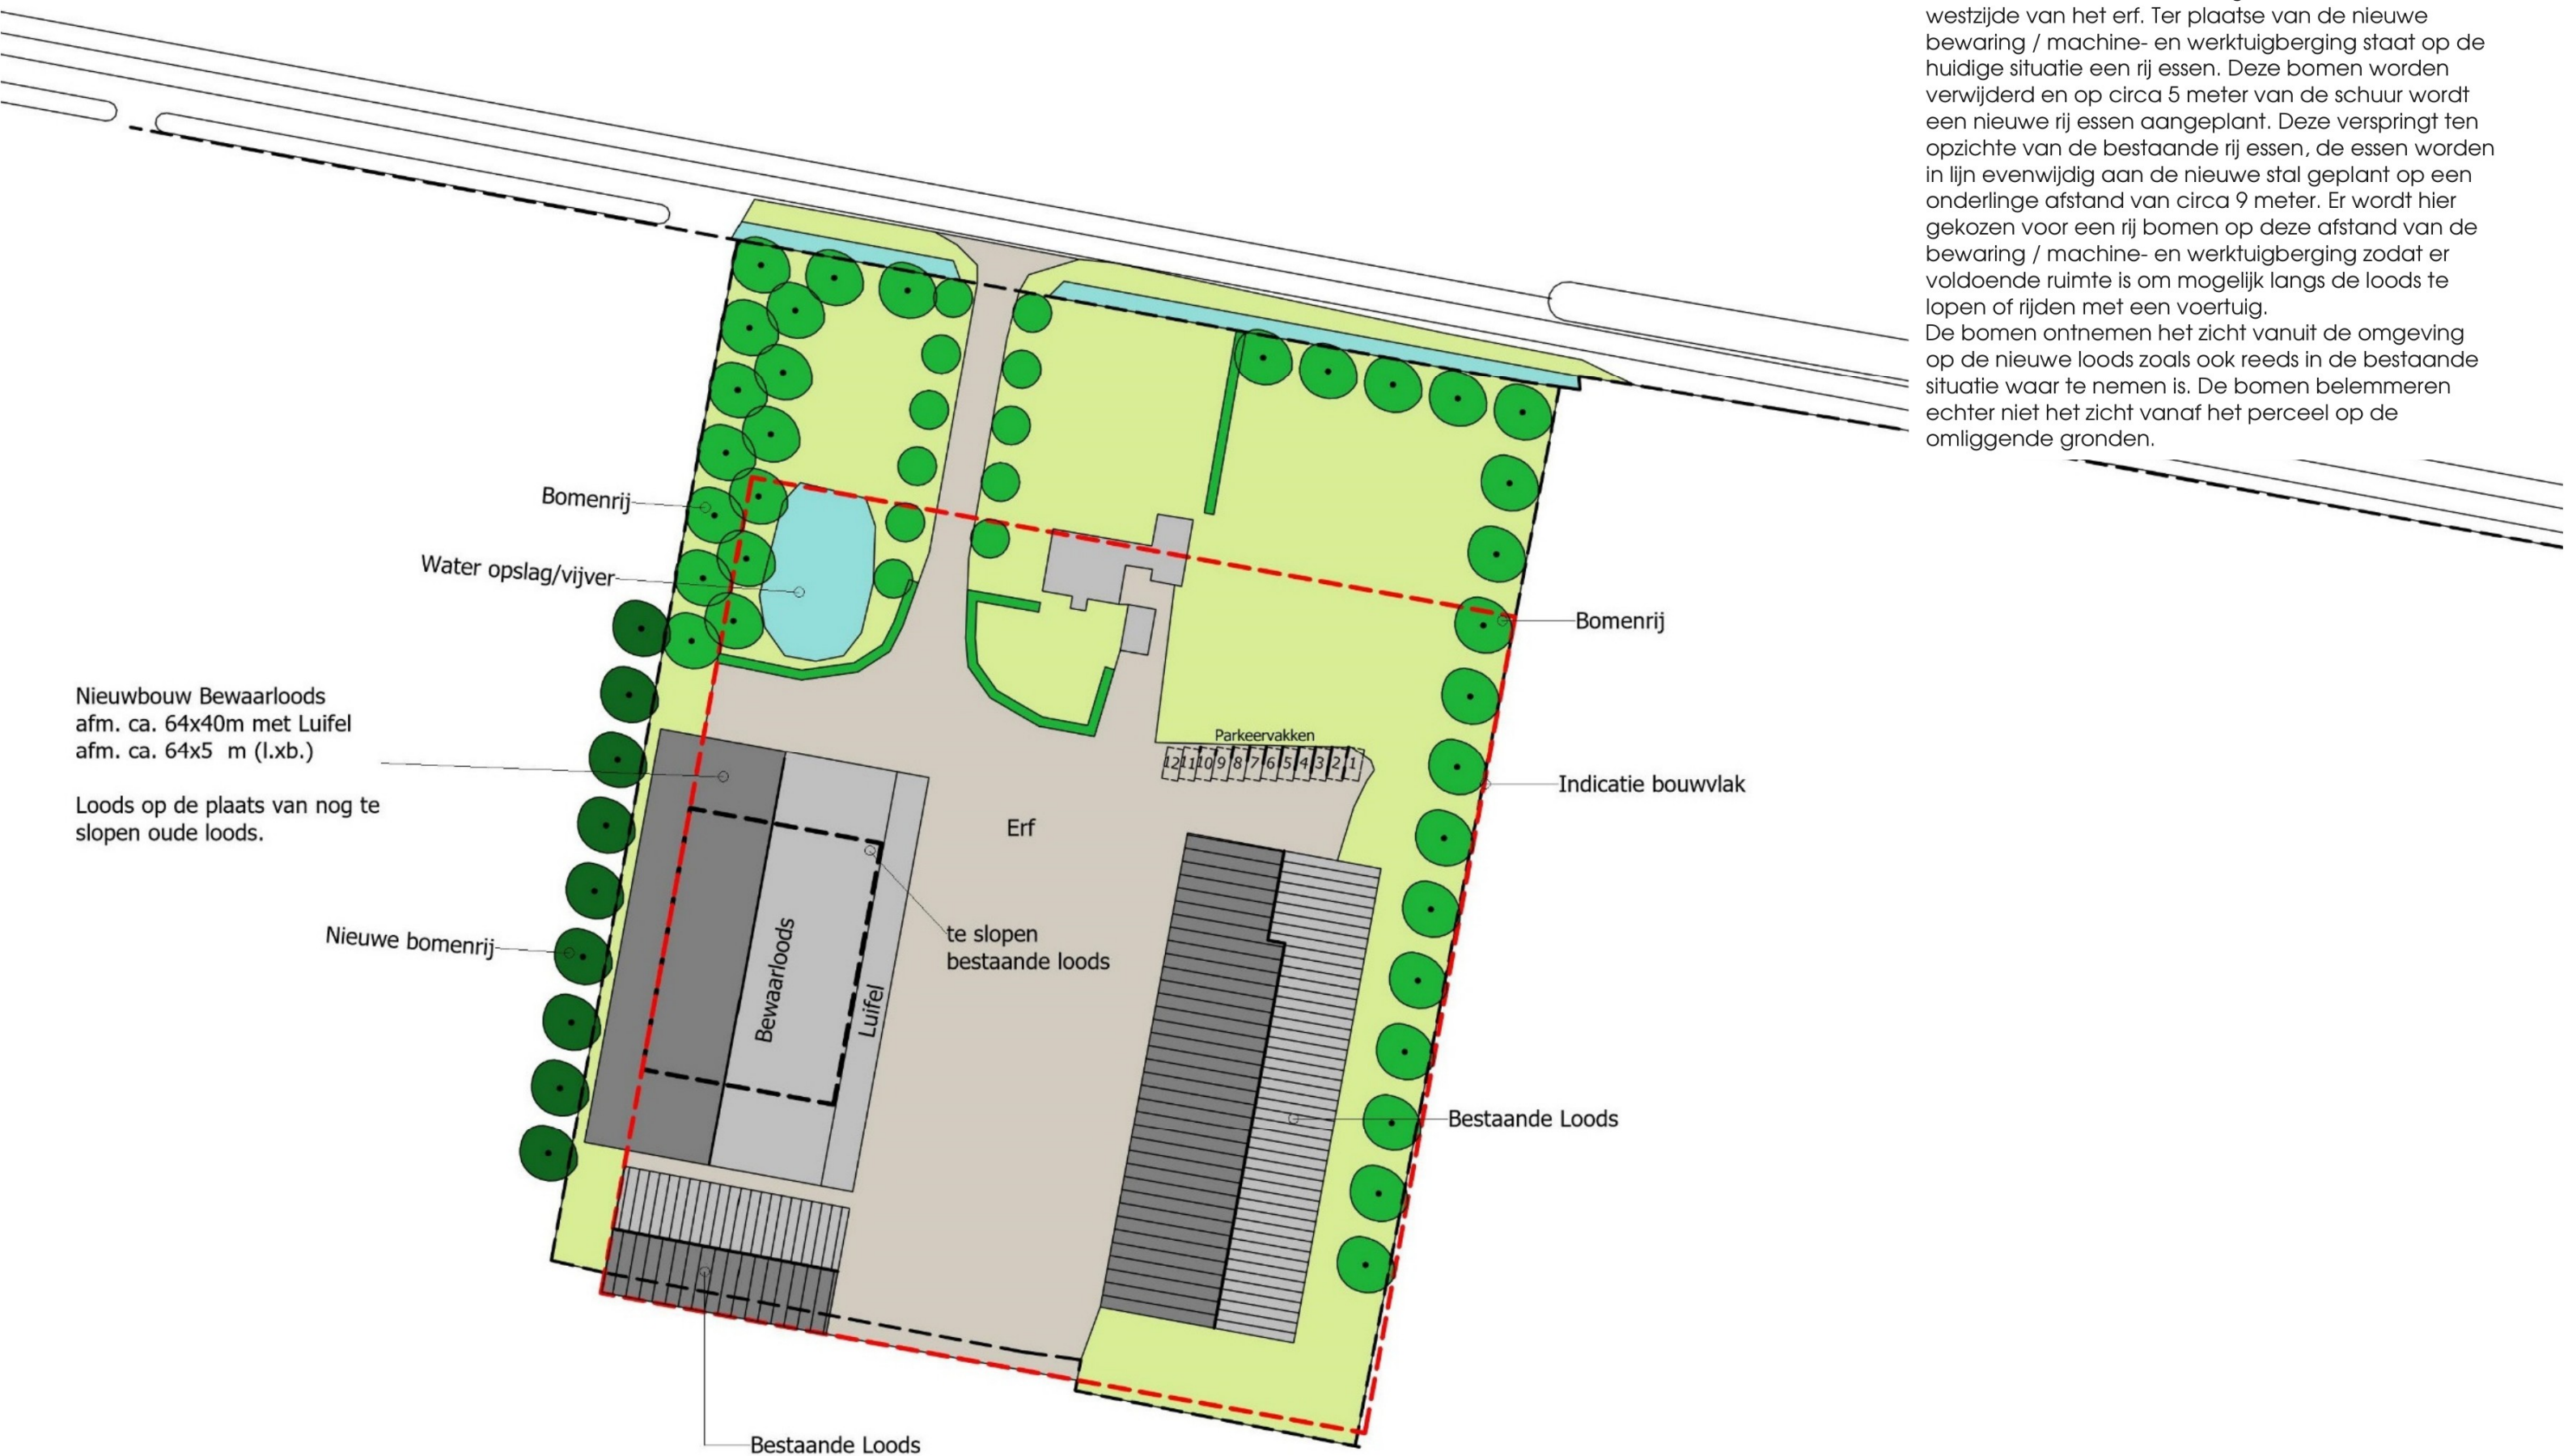 westzijde van het erf. Ter plaatse van de nieuwe
bewaring / machine- en werktuigberging staat op de
huidige situatie een rij essen. Deze bomen worden
verwijderd en op circa 5 meter van de schuur wordt
een nieuwe rij essen aangeplant. Deze verspringt ten
opzichte van de bestaande rij essen, de essen worden
in lijn evenwijdig aan de nieuwe stal geplant op een
onderlinge afstand van circa 9 meter. Er wordt hier
gekozen voor een rij bomen op deze afstand van de
bewaring / machine- en werktuigberging zodat er
voldoende ruimte is om mogelijk langs de loods te
lopen of rijden met een voertuig.
De bomen ontnemen het zicht vanuit de omgeving
op de nieuwe loods zoals ook reeds in de bestaande
situatie waar te nemen is. De bomen belemmeren
echter niet het zicht vanaf het perceel op de
omliggende gronden.
Bomenrij
Water opslag/vijver
Bomenrij
Nieuwbouw Bewaarloods
afm. ca. 64x40m met Luifel
afm. ca. 64x5 m (l.xb.)
Loods op de plaats van nog te
slopen oude loods.
Parkeervakken
12 11 10 9 8 7 6 5 4 3 2 1
Indicatie bouwvlak
Erf
Nieuwe bomenrij
te slopen
bestaande loods
Bewaarloods
Luifel
Bestaande Loods
Bestaande Loods